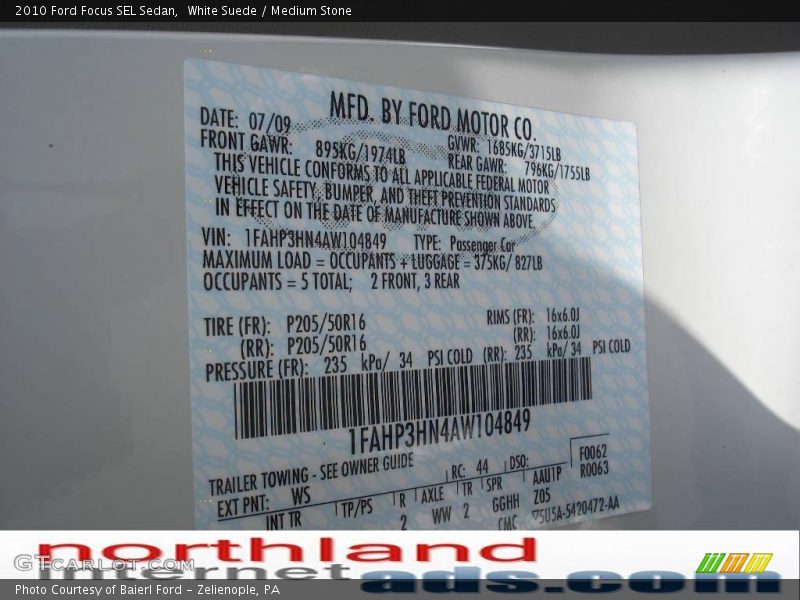 2010 Ford Focus SEL Sedan, White Suede / Medium Stone
MFD. BY FORD MOTOR CO.
DATE: 07/09 GVWR: 1685KG/3715LB
FRONT GAWR: 895KG/1974LB REAR GAWR: 796KG/1755LB
THIS VEHICLE CONFORMS TO ALL APPLICABLE FEDERAL MOTOR
VEHICLE SAFETY, BUMPER, AND THEFT PREVENTION STANDARDS
IN EFFECT ON THE DATE OF MANUFACTURE SHOWN ABOVE.
VIN: 1FAHP3HN4AW104849 TYPE: Passenger Car
MAXIMUM LOAD = OCCUPANTS + LUGGAGE = 375KG/ 827LB
OCCUPANTS = 5 TOTAL; 2 FRONT, 3 REAR
TIRE (FR): P205/50R16 RIMS (FR): 16x6.0J
(RR): P205/50R16 (RR): 16x6.0J
PRESSURE (FR): 235 kPa/ 34 PSI COLD (RR): 235 kPa/ 34 PSI COLD
1FAHP3HN4AW104849
TRAILER TOWING - SEE OWNER GUIDE
EXT PNT: WS RC: 44 DSO: F0062
R0063
INT TR TP/PS R AXLE TR SPR AAU1P
2 WW 2 GGHH Z05
CMC 75U5A-5420472-AA
northland
internet ads.com
GTCARLOT.COM
Photo Courtesy of Baierl Ford – Zelienople, PA